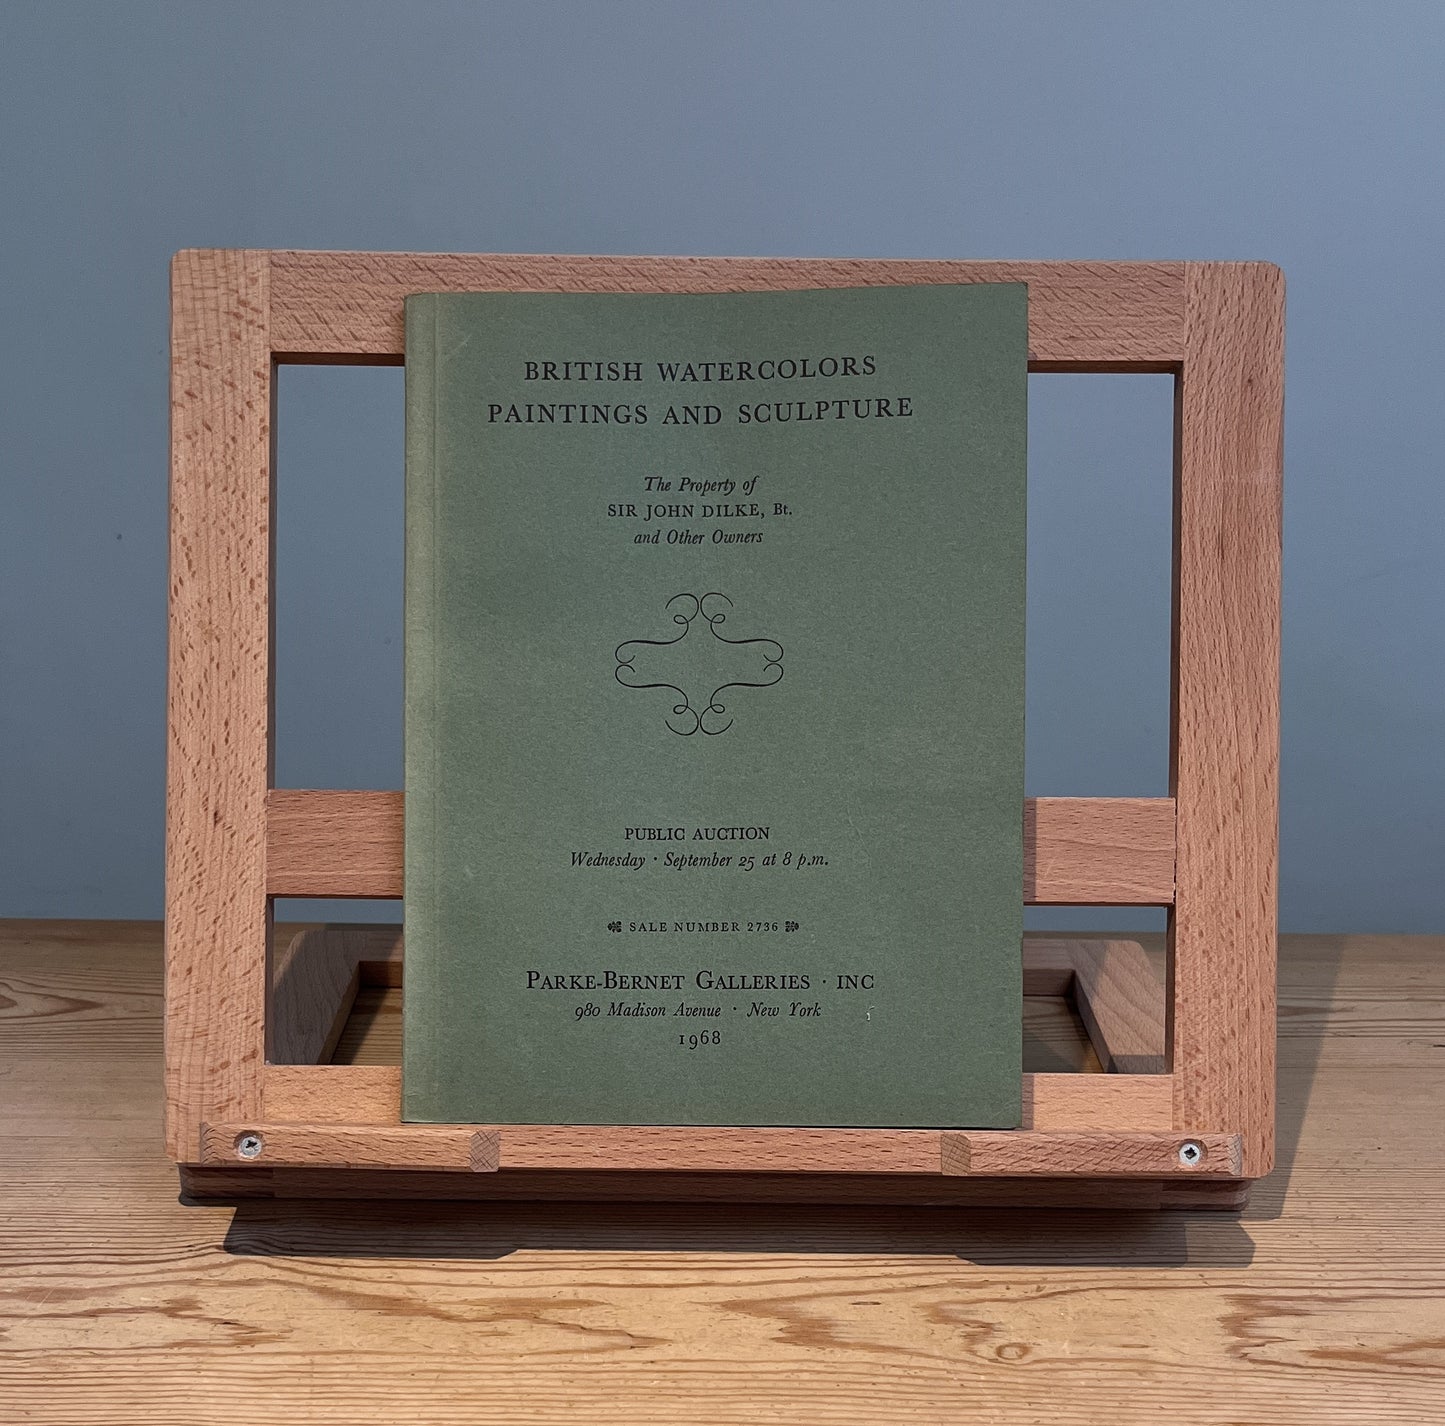 BRITISH WATERCOLORS
PAINTINGS AND SCULPTURE
The Property of
SIR JOHN DILKE, Bt.
and Other Owners
PUBLIC AUCTION
Wednesday · September 25 at 8 p.m.
SALE NUMBER 2736
PARKE-BERNET GALLERIES · INC
980 Madison Avenue · New York
1968